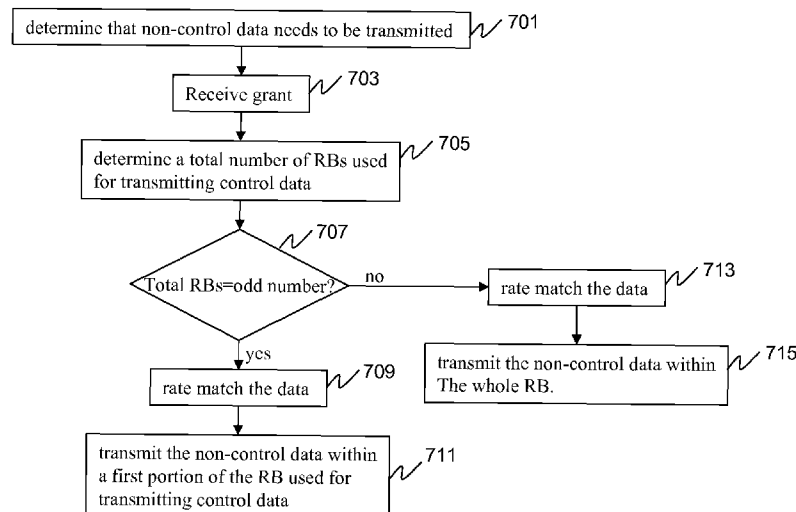 determine that non-control data needs to be transmitted
701
Receive grant
703
determine a total number of RBs used
for transmitting control data
705
707
Total RBs=odd number?
no
yes
rate match the data
713
transmit the non-control data within
The whole RB.
715
rate match the data
709
transmit the non-control data within
a first portion of the RB used for
transmitting control data
711